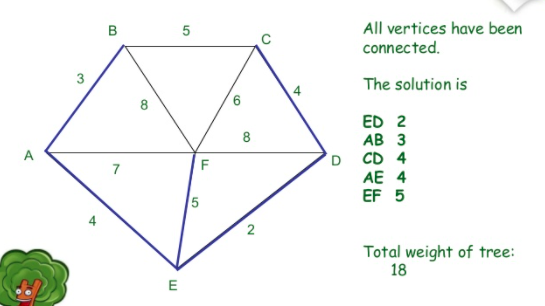 B 5 C
3 8 6 4
8
A 7 F D
4 5 2
E
All vertices have been
connected.
The solution is
ED 2
AB 3
CD 4
AE 4
EF 5
Total weight of tree:
18